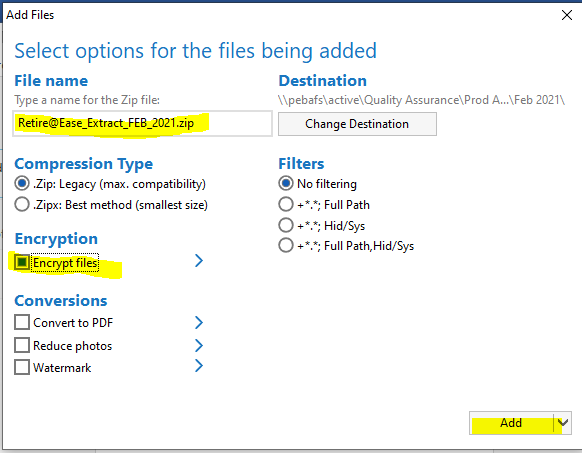 Add Files
Select options for the files being added
File name
Type a name for the Zip file:
Retire@Ease_Extract_FEB_2021.zip
Destination
\\pebafs\active\Quality Assurance\Prod A...\Feb 2021\
Change Destination
Compression Type
.Zip: Legacy (max. compatibility)
.Zipx: Best method (smallest size)
Filters
No filtering
+*.*; Full Path
+*.*; Hid/Sys
+*.*; Full Path,Hid/Sys
Encryption
Encrypt files
Conversions
Convert to PDF
Reduce photos
Watermark
Add